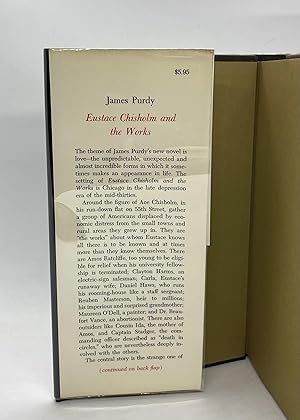 $5.95
James Purdy
Eustace Chisholm and
the Works
The theme of James Purdy's new novel is
love—the unpredictable, unexpected and
almost incredible forms in which it some-
times makes an appearance in life. The
setting of Eustace Chisholm and the
Works is Chicago in the late depression
era of the mid-thirties.
Around the figure of Ace Chisholm, in
his run-down flat on 55th Street, gather
a group of Americans displaced by eco-
nomic distress from the small towns and
rural areas they grew up in. They are
"the works" about whom Eustace knows
all there is to be known and at times
more than they know themselves. There
are Amos Ratcliffe, too young to be eligi-
ble for relief when his university fellow-
ship is terminated; Clayton Harms, an
electric-sign salesman; Carla, Eustace's
runaway wife; Daniel Haws, who runs
his rooming-house like a staff sergeant;
Reuben Masterson, heir to millions;
his imperious and surprised grandmother;
Maureen O'Dell, a painter; and Dr. Beau-
fort Vance, an abortionist. There are also
outsiders like Cousin Ida, the mother of
Amos, and Captain Stadger, the com-
manding officer described as "death in
circles," who are nevertheless deeply in-
volved with the others.
The central story is the strange one of
(continued on back flap)